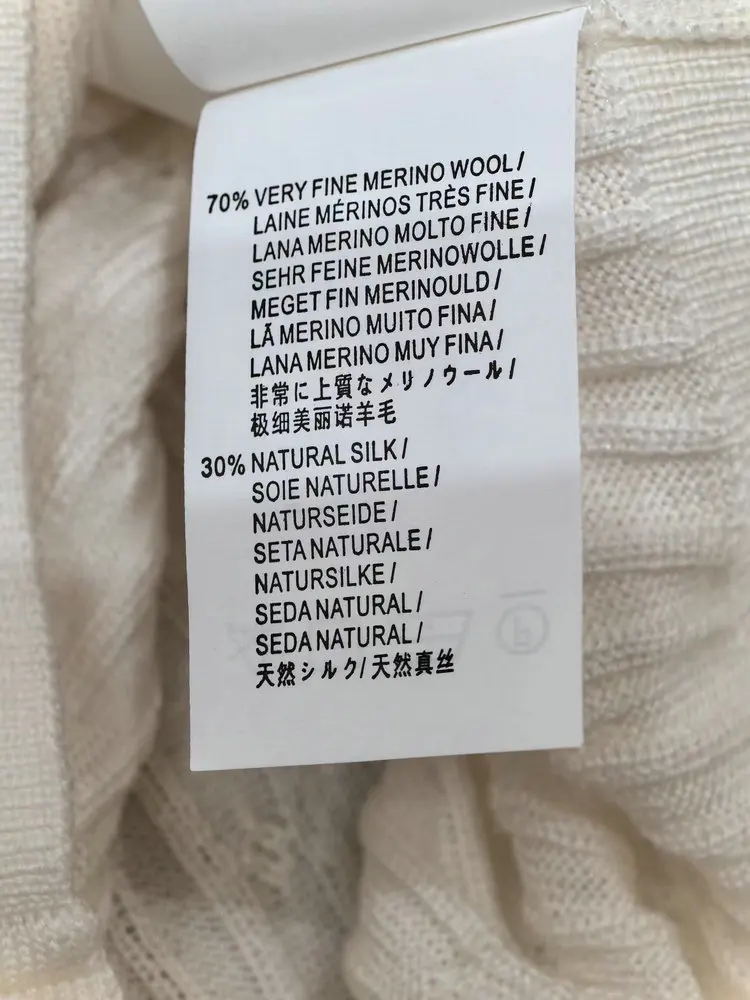 70% VERY FINE MERINO WOOL/
LAINE MÉRINOS TRÈS FINE/
LANA MERINO MOLTO FINE/
SEHR FEINE MERINOWOLLE/
MEGET FIN MERINOULD/
LÃ MERINO MUITO FINA/
LANA MERINO MUY FINA/
非常に上質なメリノウール/
极细美丽诺羊毛
30% NATURAL SILK/
SOIE NATURELLE/
NATURSEIDE/
SETA NATURALE/
NATURSILKE/
SEDA NATURAL/
SEDA NATURAL/
天然シルク/天然真丝